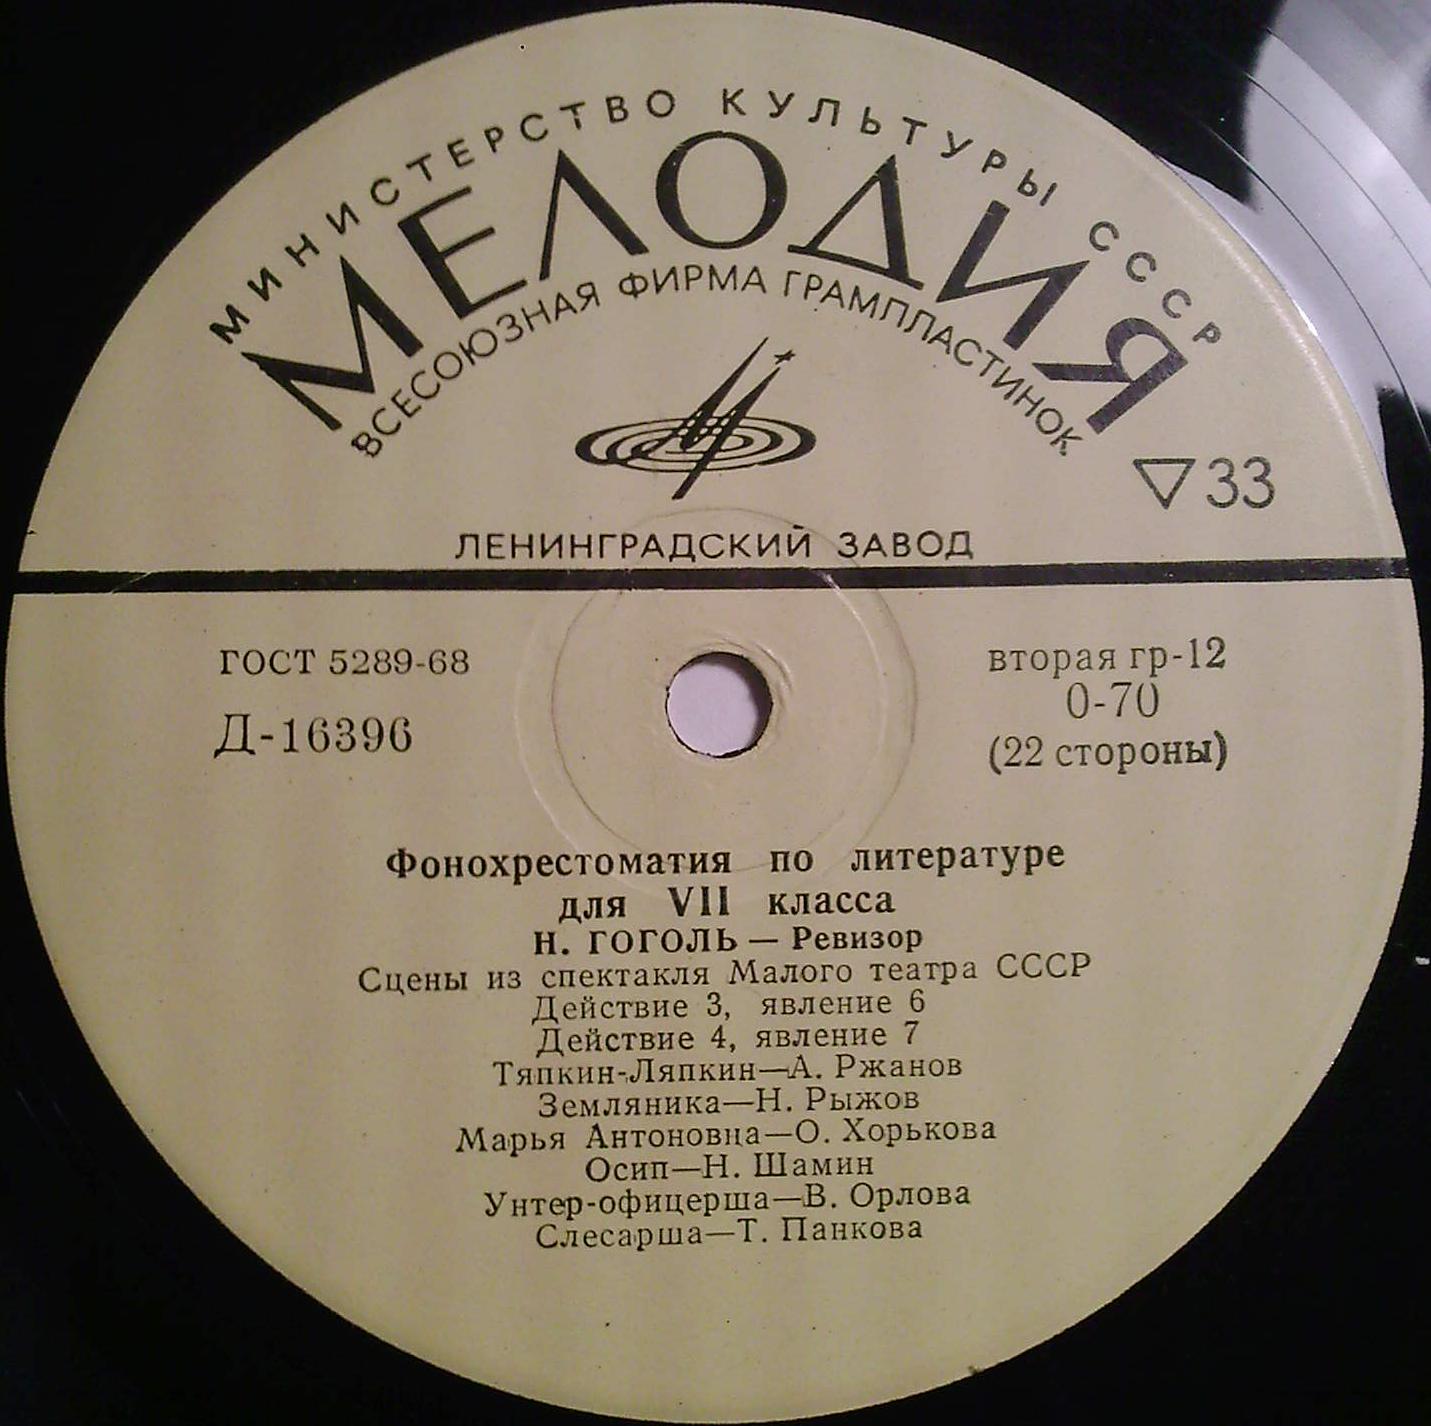 МИНИСТЕРСТВО КУЛЬТУРЫ СССР
МЕЛОДИЯ
ВСЕСОЮЗНАЯ ФИРМА ГРАМПЛАСТИНОК
▽33
ЛЕНИНГРАДСКИЙ ЗАВОД
ГОСТ 5289-68
Д-16396
вторая гр-12
0-70
(22 стороны)
Фонохрестоматия по литературе
для VII класса
Н. ГОГОЛЬ — Ревизор
Сцены из спектакля Малого театра СССР
Действие 3, явление 6
Действие 4, явление 7
Тяпкин-Ляпкин—А. Ржанов
Земляника—Н. Рыжов
Марья Антоновна—О. Хорькова
Осип—Н. Шамин
Унтер-офицерша—В. Орлова
Слесарша—Т. Панкова